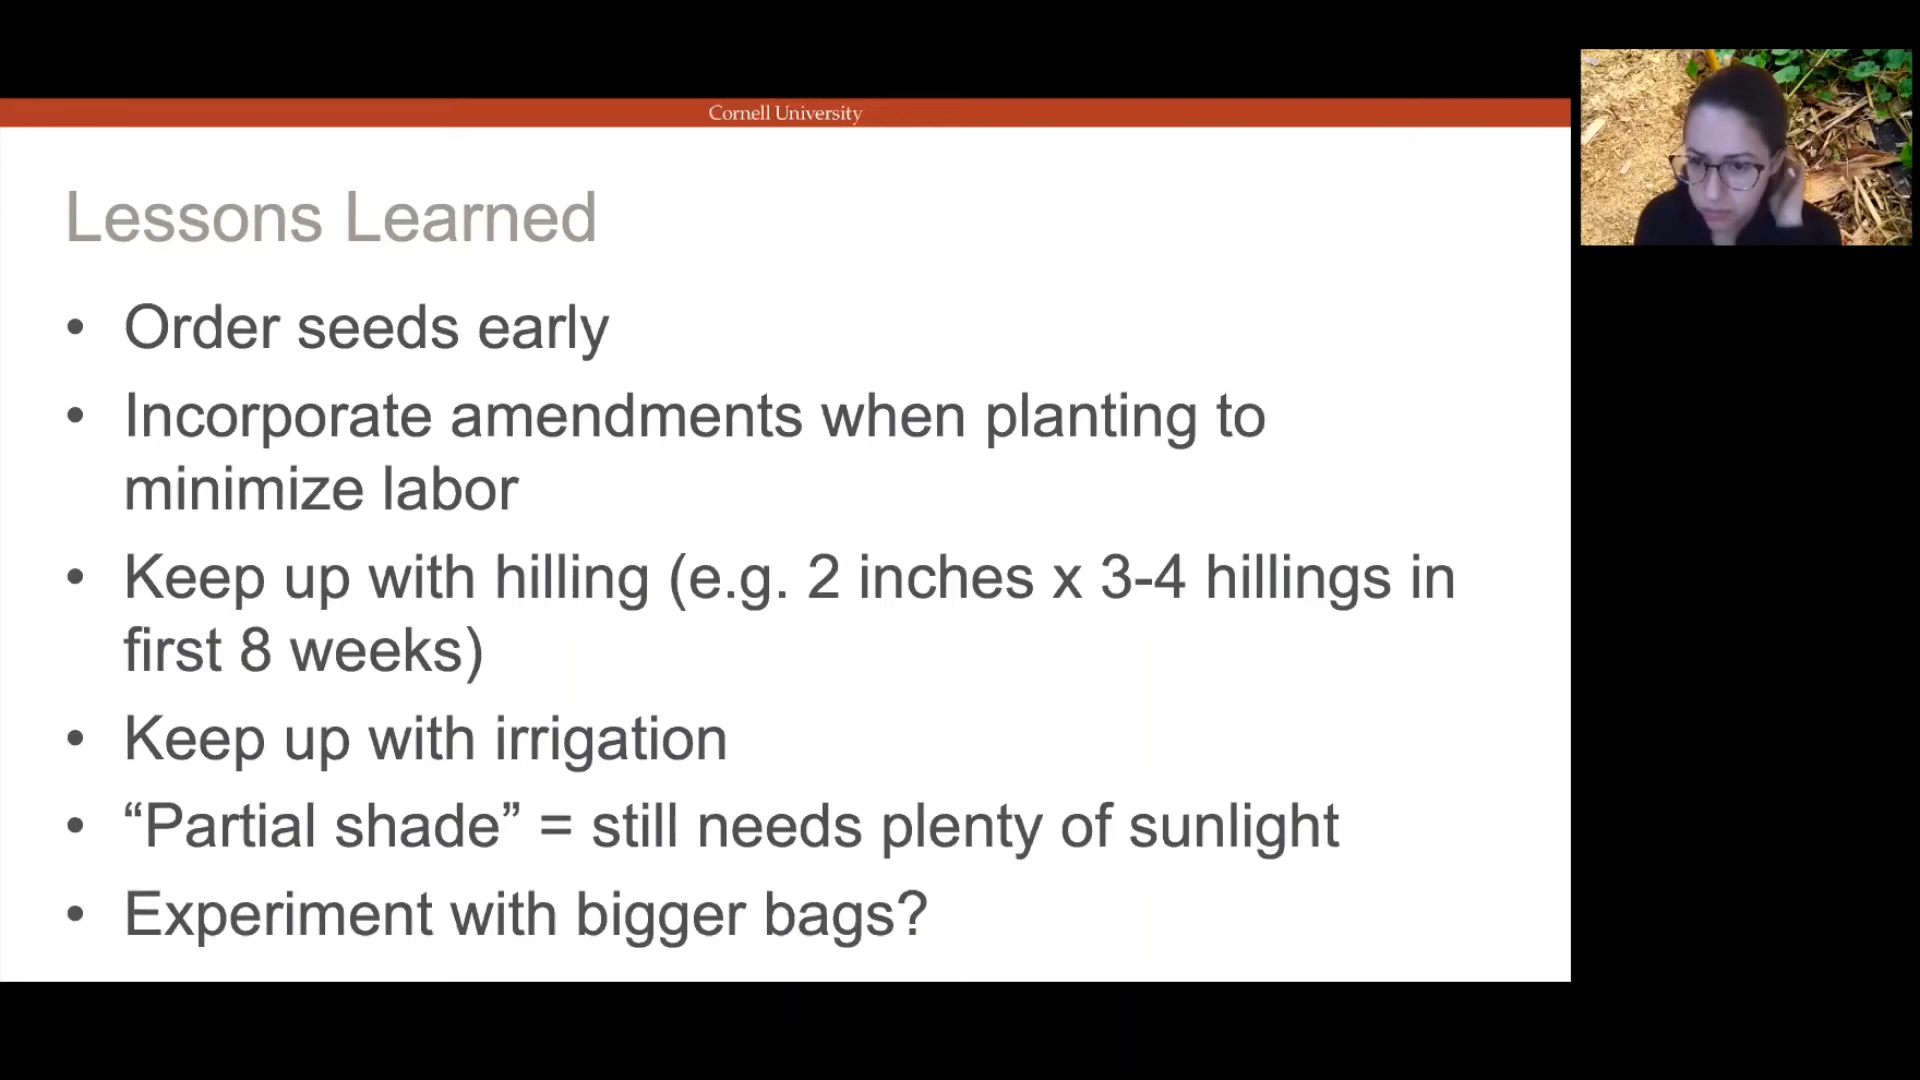 Cornell University
Lessons Learned
• Order seeds early
• Incorporate amendments when planting to
minimize labor
• Keep up with hilling (e.g. 2 inches x 3-4 hillings in
first 8 weeks)
• Keep up with irrigation
• “Partial shade” = still needs plenty of sunlight
• Experiment with bigger bags?